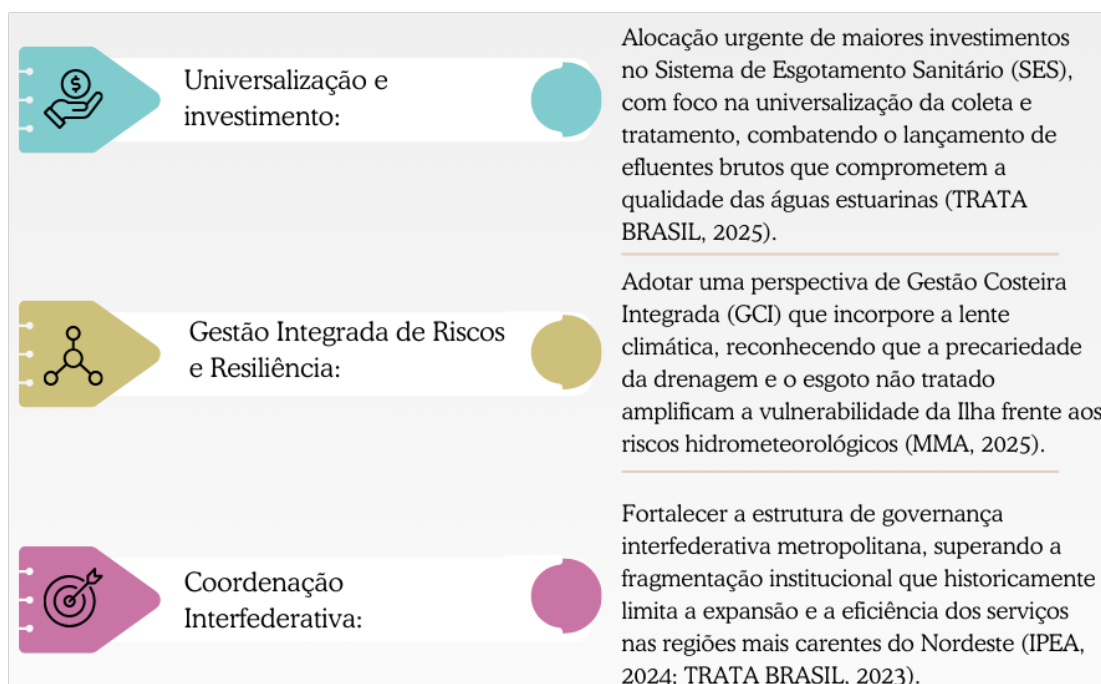 Universalização e
investimento:
Alocação urgente de maiores investimentos
no Sistema de Esgotamento Sanitário (SES),
com foco na universalização da coleta e
tratamento, combatendo o lançamento de
efluentes brutos que comprometem a
qualidade das águas estuarinas (TRATA
BRASIL, 2025).
Gestão Integrada de Riscos
e Resiliência:
Adotar uma perspectiva de Gestão Costeira
Integrada (GCI) que incorpore a lente
climática, reconhecendo que a precariedade
da drenagem e o esgoto não tratado
amplificam a vulnerabilidade da Ilha frente aos
riscos hidrometeorológicos (MMA, 2025).
Coordenação
Interfederativa:
Fortalecer a estrutura de governança
interfederativa metropolitana, superando a
fragmentação institucional que historicamente
limita a expansão e a eficiência dos serviços
nas regiões mais carentes do Nordeste (IPEA,
2024; TRATA BRASIL, 2023).